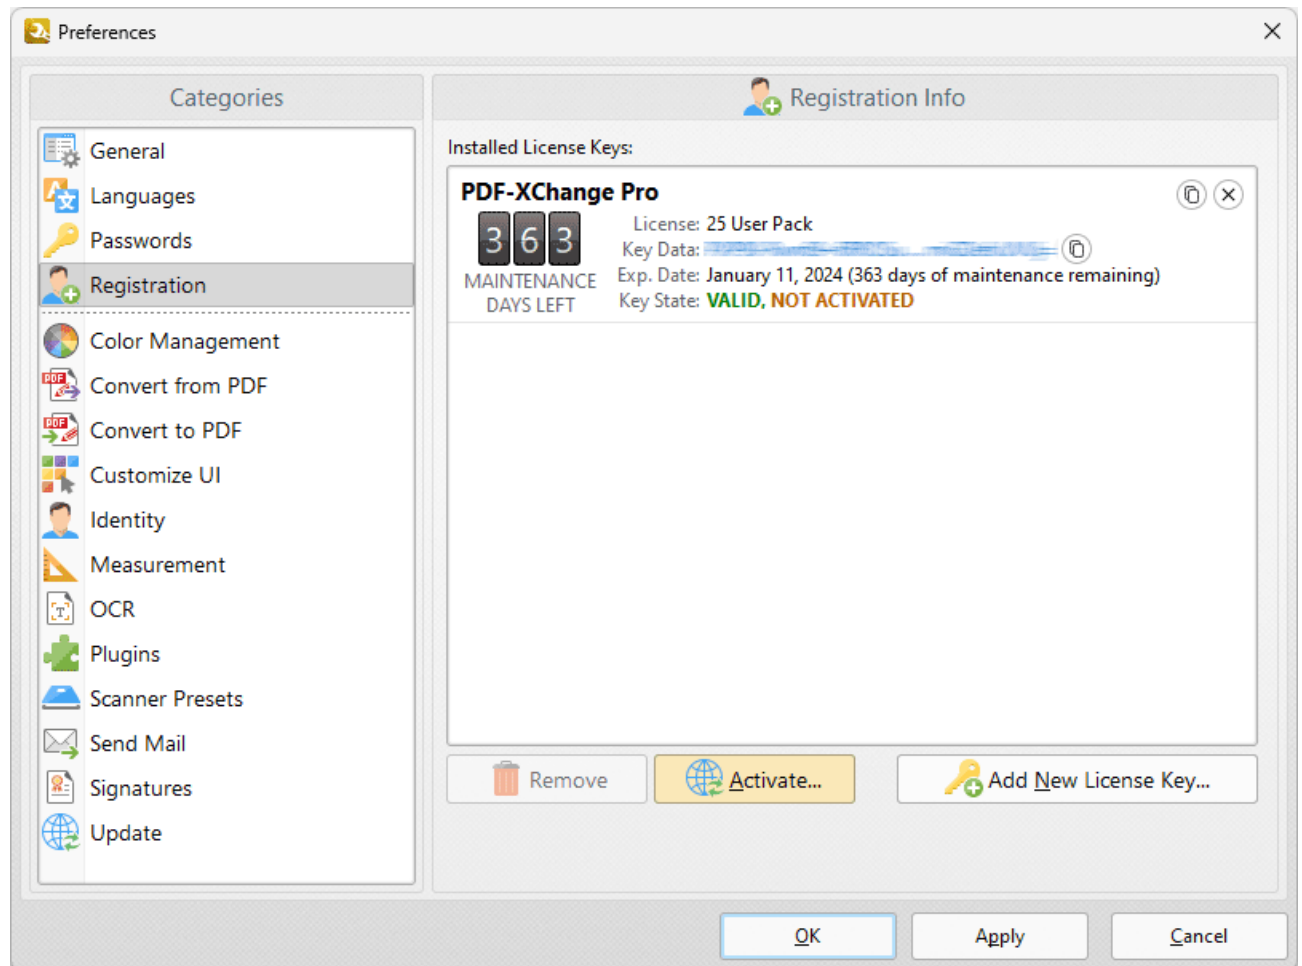 Preferences
Categories
General
Languages
Passwords
Registration
Color Management
Convert from PDF
Convert to PDF
Customize UI
Identity
Measurement
OCR
Plugins
Scanner Presets
Send Mail
Signatures
Update
Registration Info
Installed License Keys:
PDF-XChange Pro
363
MAINTENANCE
DAYS LEFT
License: 25 User Pack
Key Data:
Exp. Date: January 11, 2024 (363 days of maintenance remaining)
Key State: VALID, NOT ACTIVATED
Remove
Activate...
Add New License Key...
OK
Apply
Cancel